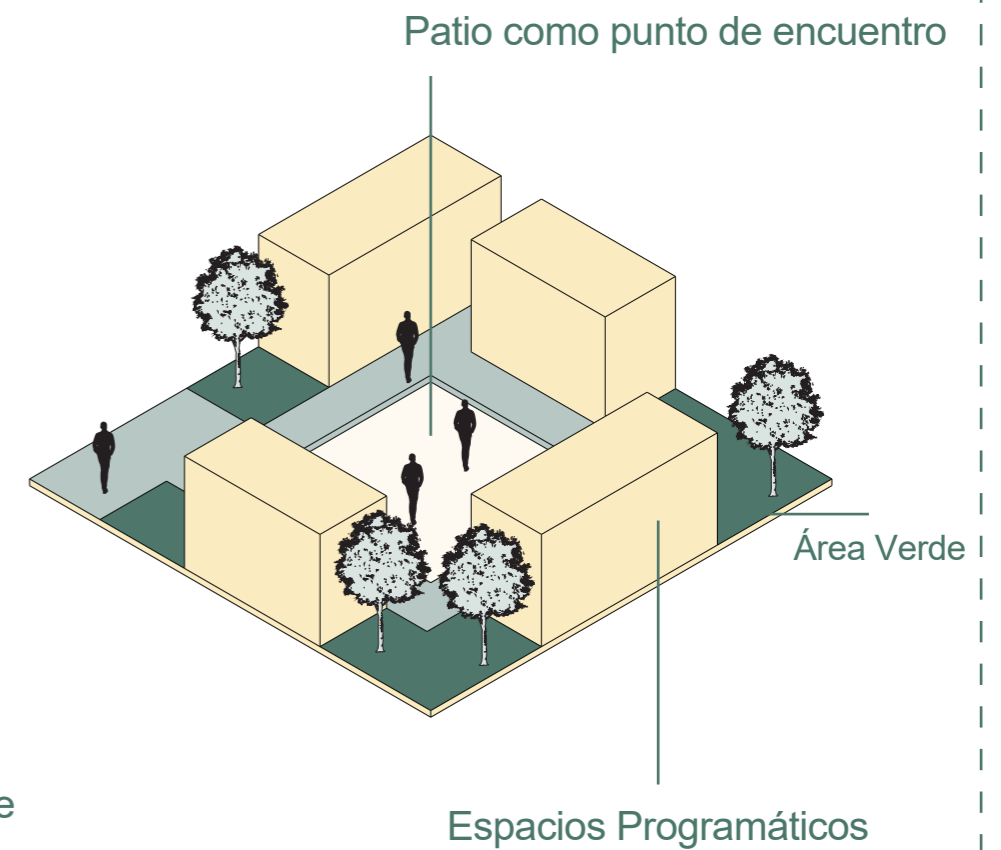 Patio como punto de encuentro
Área Verde
Espacios Programáticos